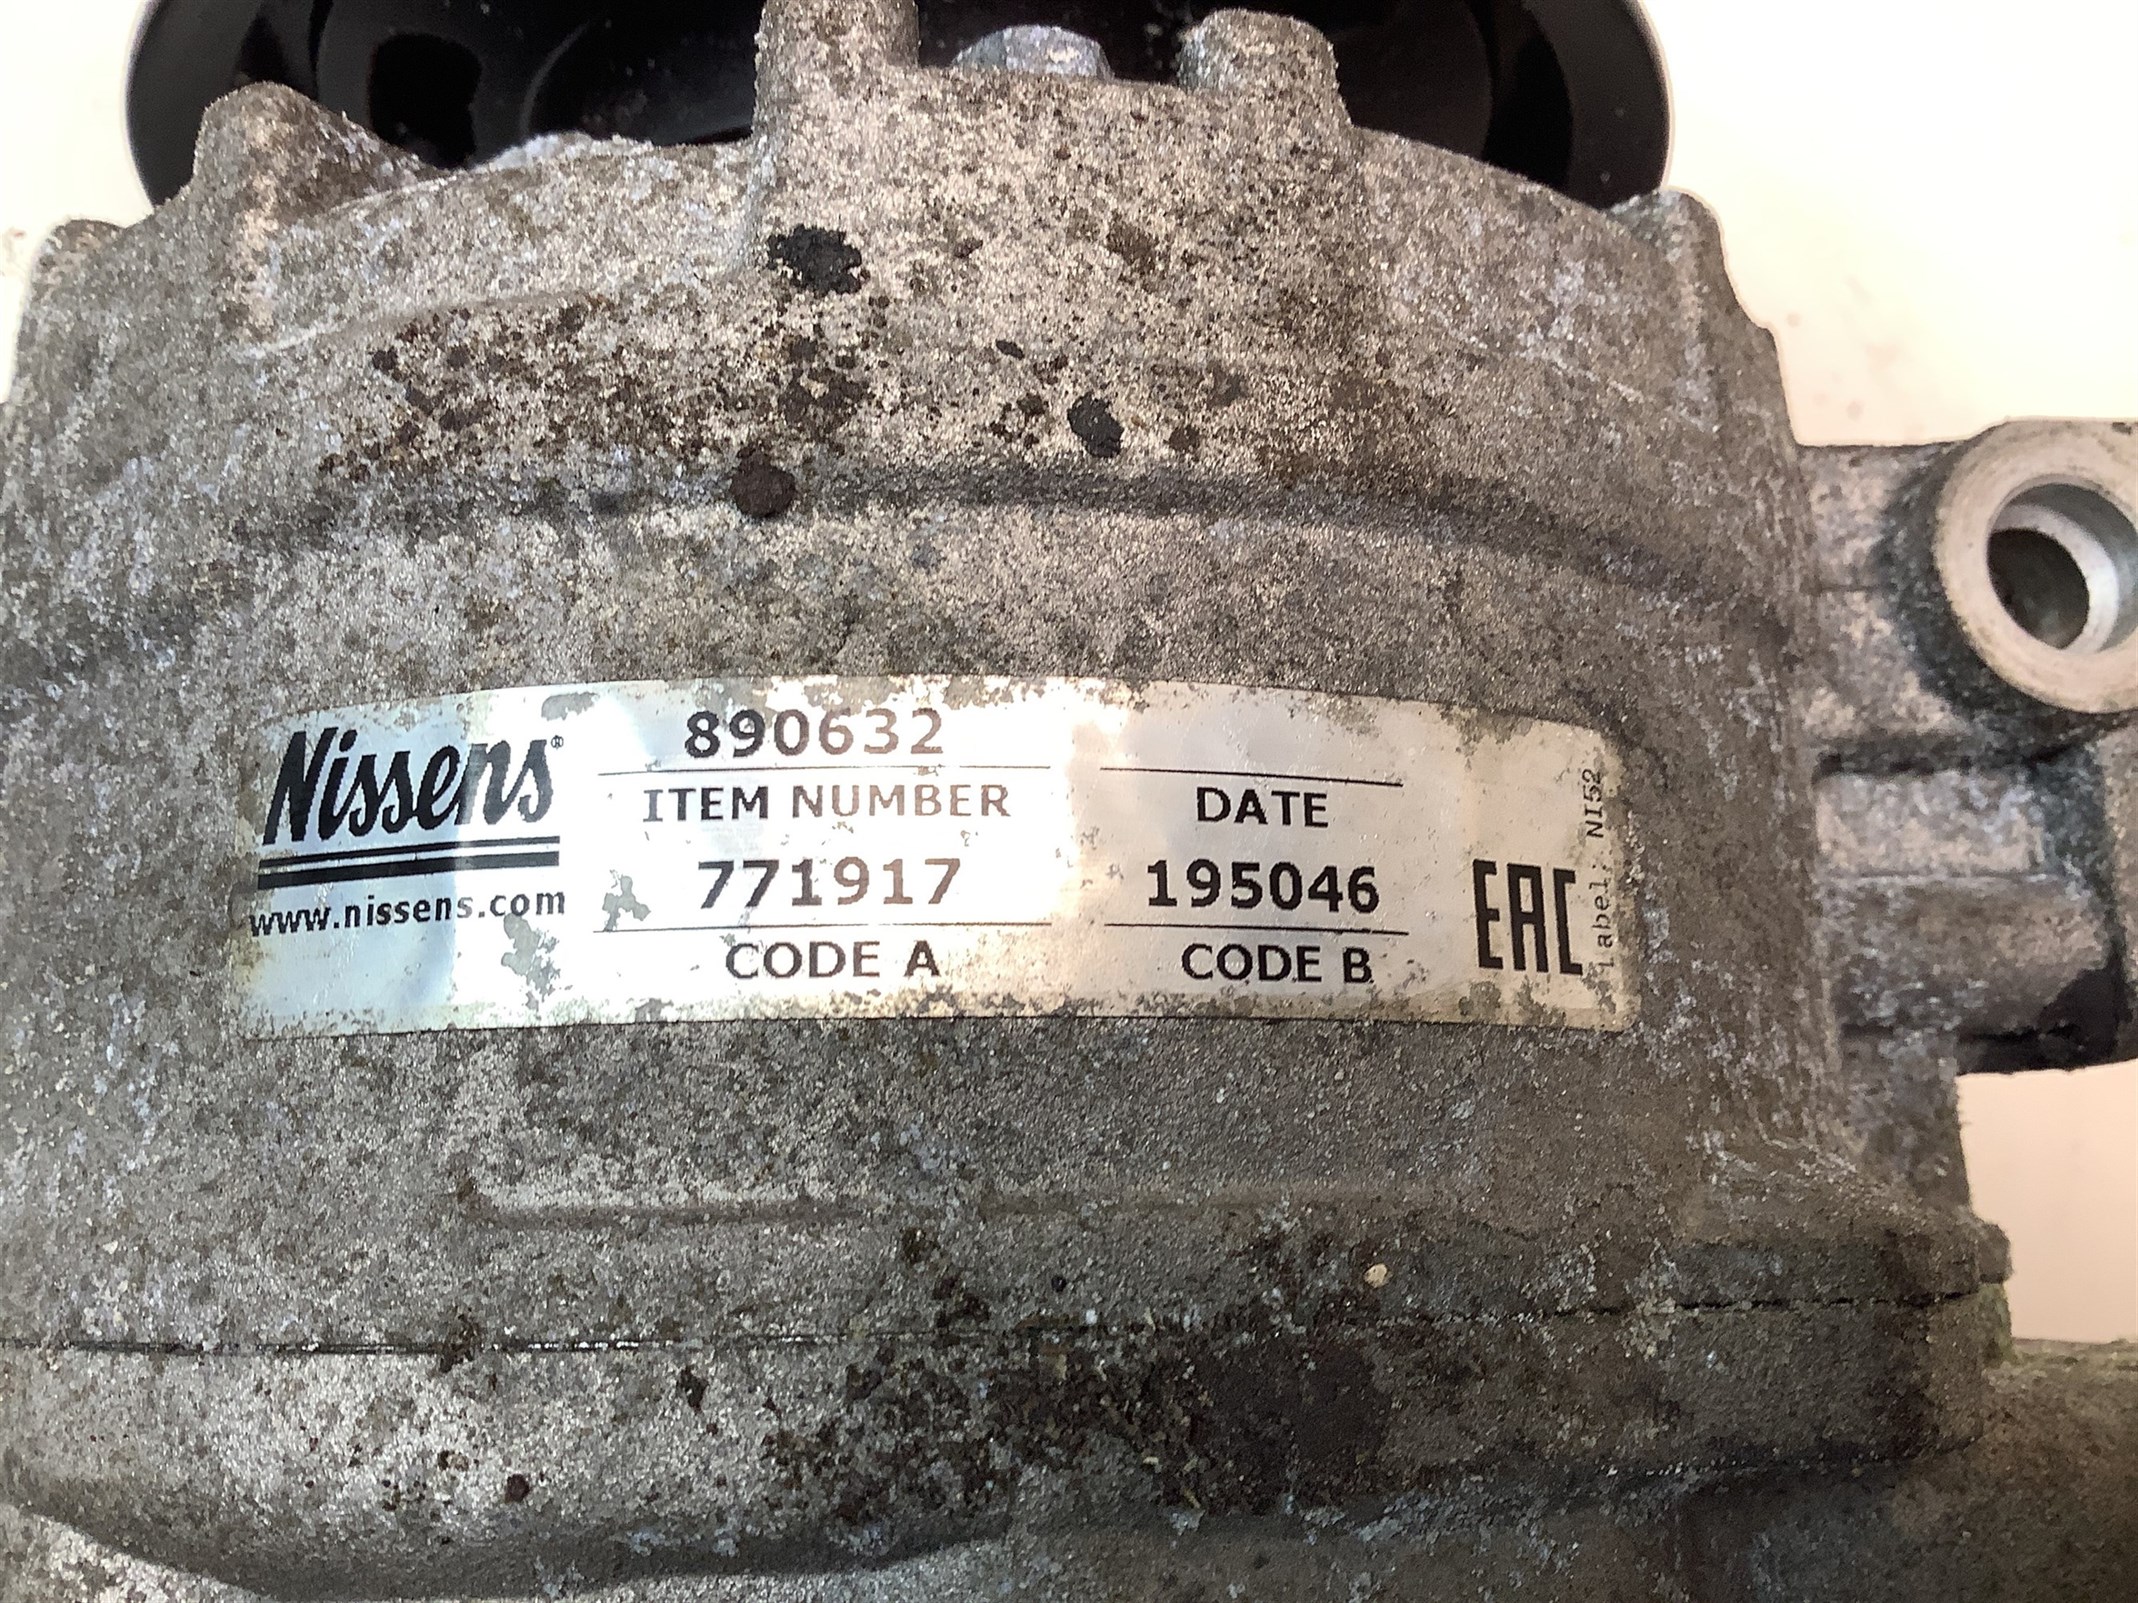 Nissens®
www.nissens.com
890632
ITEM NUMBER
771917
CODE A
DATE
195046
CODE B
EAC
Label: NI52